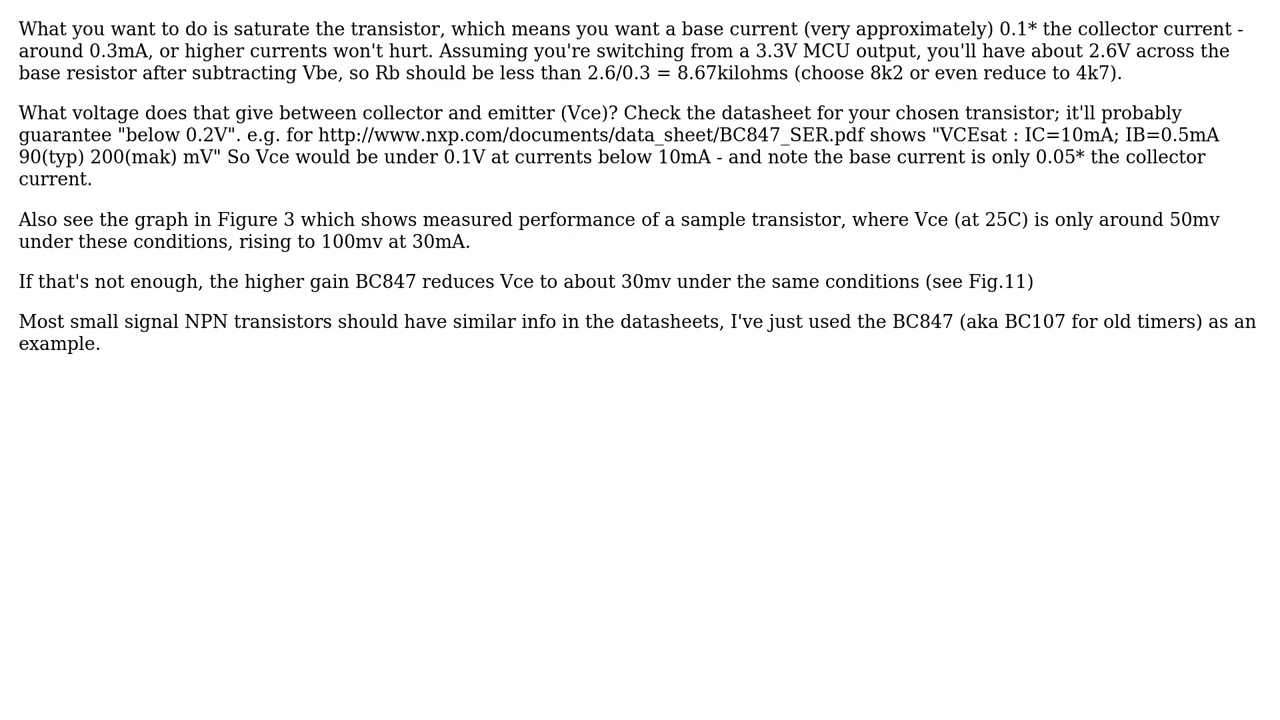 What you want to do is saturate the transistor, which means you want a base current (very approximately) 0.1* the collector current -
around 0.3mA, or higher currents won't hurt. Assuming you're switching from a 3.3V MCU output, you'll have about 2.6V across the
base resistor after subtracting Vbe, so Rb should be less than 2.6/0.3 = 8.67kilohms (choose 8k2 or even reduce to 4k7).
What voltage does that give between collector and emitter (Vce)? Check the datasheet for your chosen transistor; it'll probably
guarantee "below 0.2V". e.g. for http://www.nxp.com/documents/data_sheet/BC847_SER.pdf shows "VCEsat : IC=10mA; IB=0.5mA
90(typ) 200(mak) mV" So Vce would be under 0.1V at currents below 10mA - and note the base current is only 0.05* the collector
current.
Also see the graph in Figure 3 which shows measured performance of a sample transistor, where Vce (at 25C) is only around 50mv
under these conditions, rising to 100mv at 30mA.
If that's not enough, the higher gain BC847 reduces Vce to about 30mv under the same conditions (see Fig.11)
Most small signal NPN transistors should have similar info in the datasheets, I've just used the BC847 (aka BC107 for old timers) as an
example.